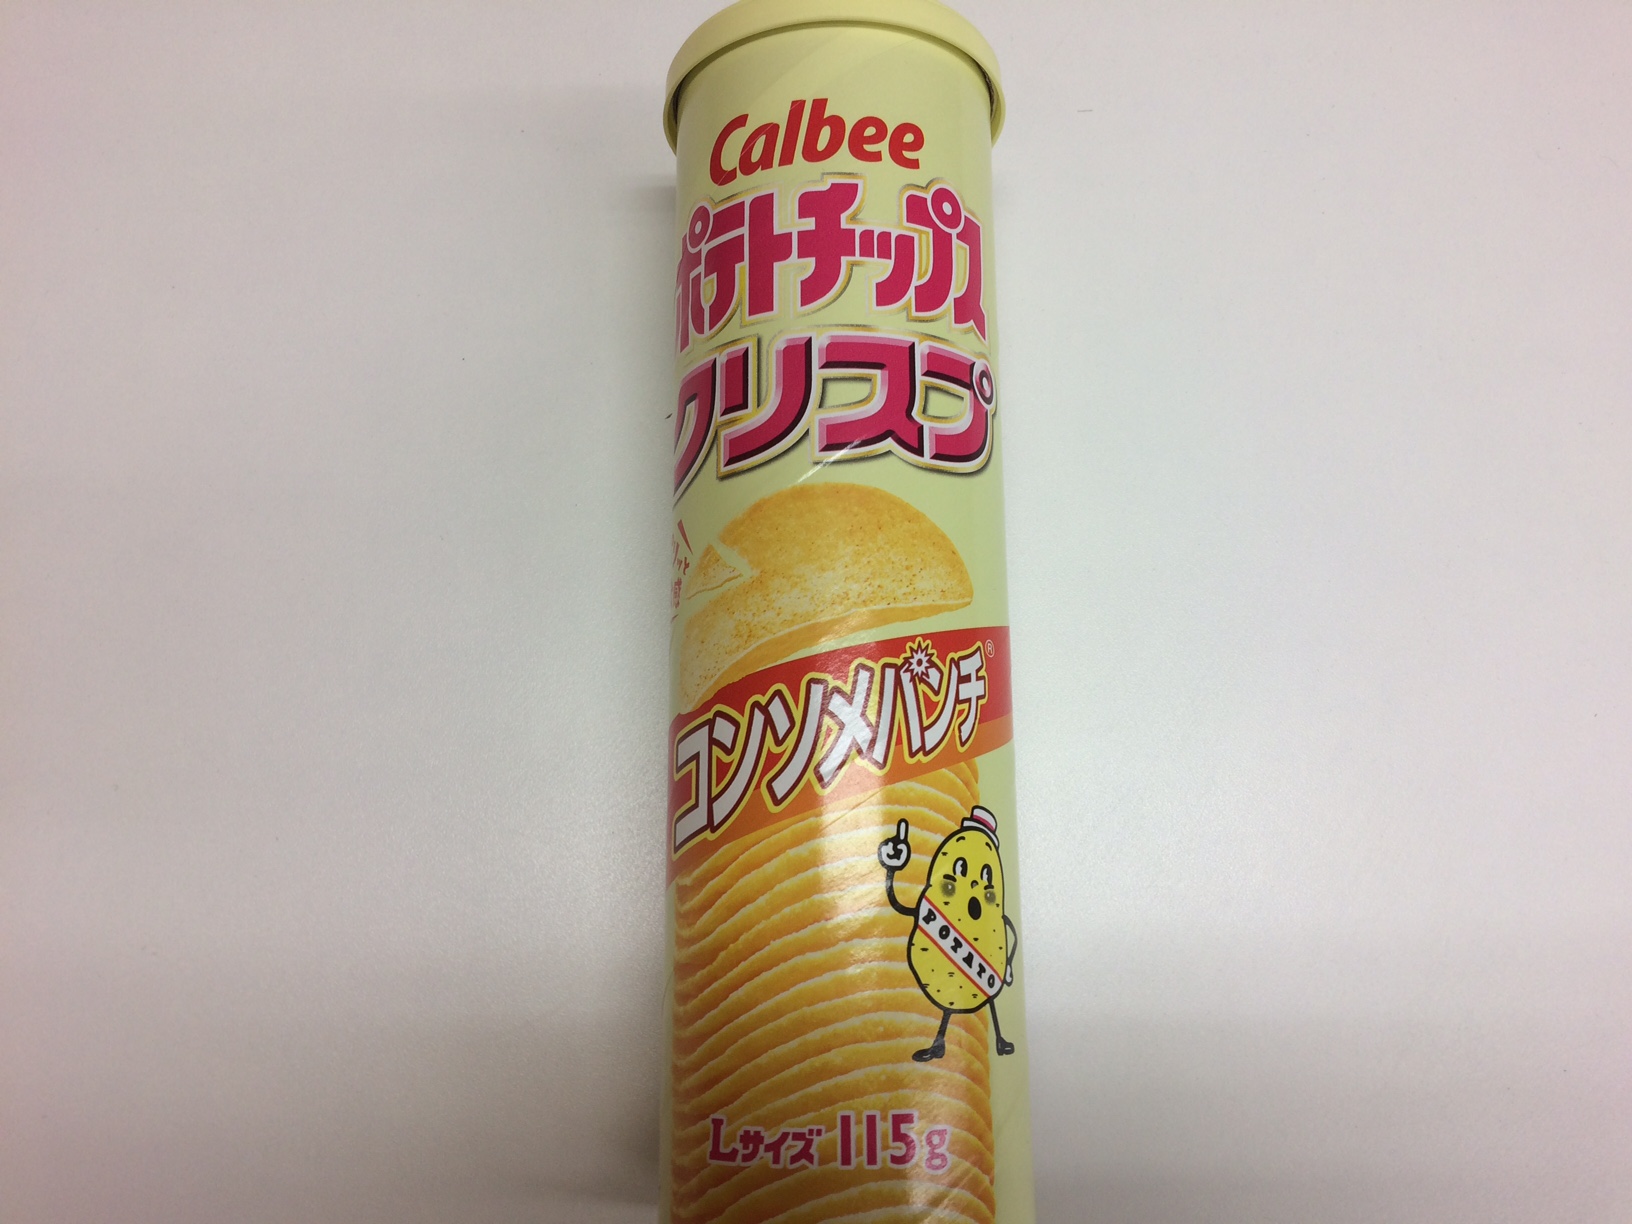 Calbee
ポテトチップス
クリスプ
コンソメパンチ®
POTATO
Lサイズ 115g